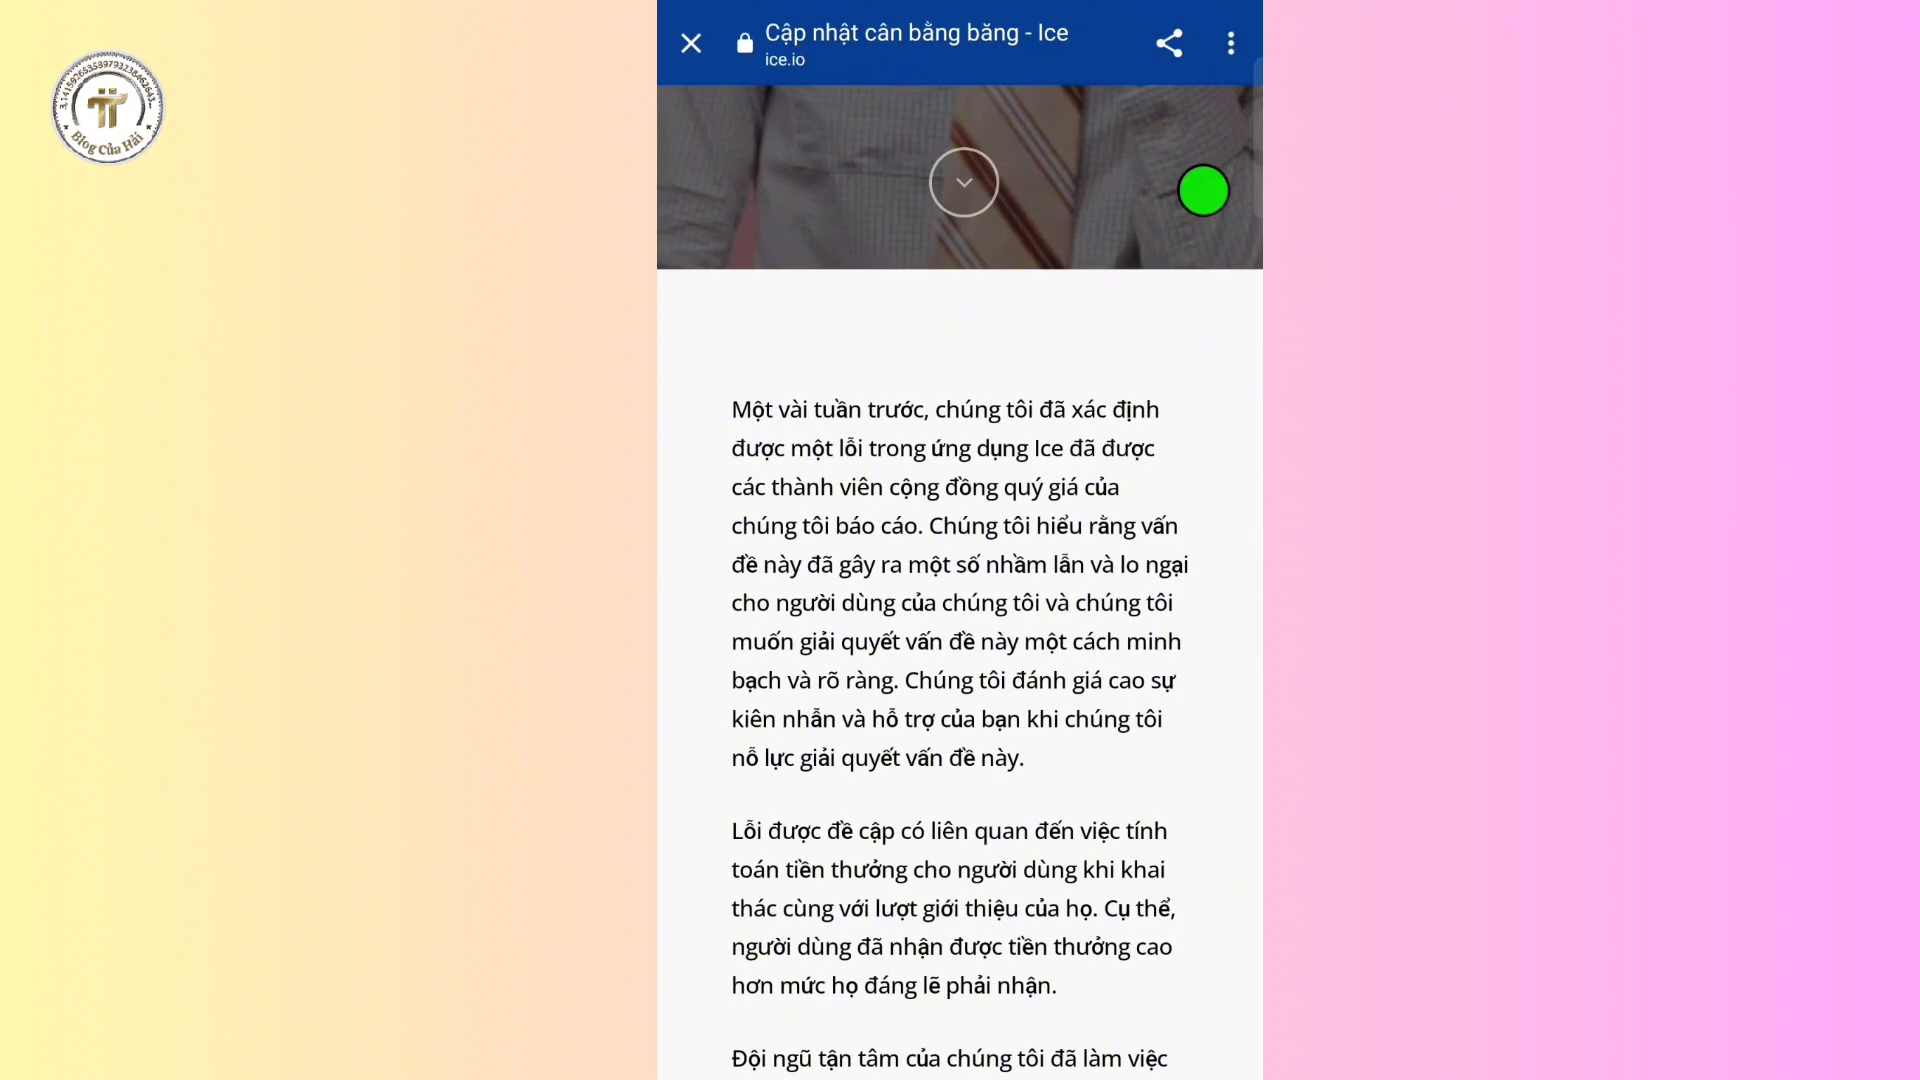 Cập nhật cân bằng băng - Ice
ice.io
3,141592653589793238462643...
Blog Của Hải
Một vài tuần trước, chúng tôi đã xác định
được một lỗi trong ứng dụng Ice đã được
các thành viên cộng đồng quý giá của
chúng tôi báo cáo. Chúng tôi hiểu rằng vấn
đề này đã gây ra một số nhầm lẫn và lo ngại
cho người dùng của chúng tôi và chúng tôi
muốn giải quyết vấn đề này một cách minh
bạch và rõ ràng. Chúng tôi đánh giá cao sự
kiên nhẫn và hỗ trợ của bạn khi chúng tôi
nỗ lực giải quyết vấn đề này.
Lỗi được đề cập có liên quan đến việc tính
toán tiền thưởng cho người dùng khi khai
thác cùng với lượt giới thiệu của họ. Cụ thể,
người dùng đã nhận được tiền thưởng cao
hơn mức họ đáng lẽ phải nhận.
Đội ngũ tận tâm của chúng tôi đã làm việc